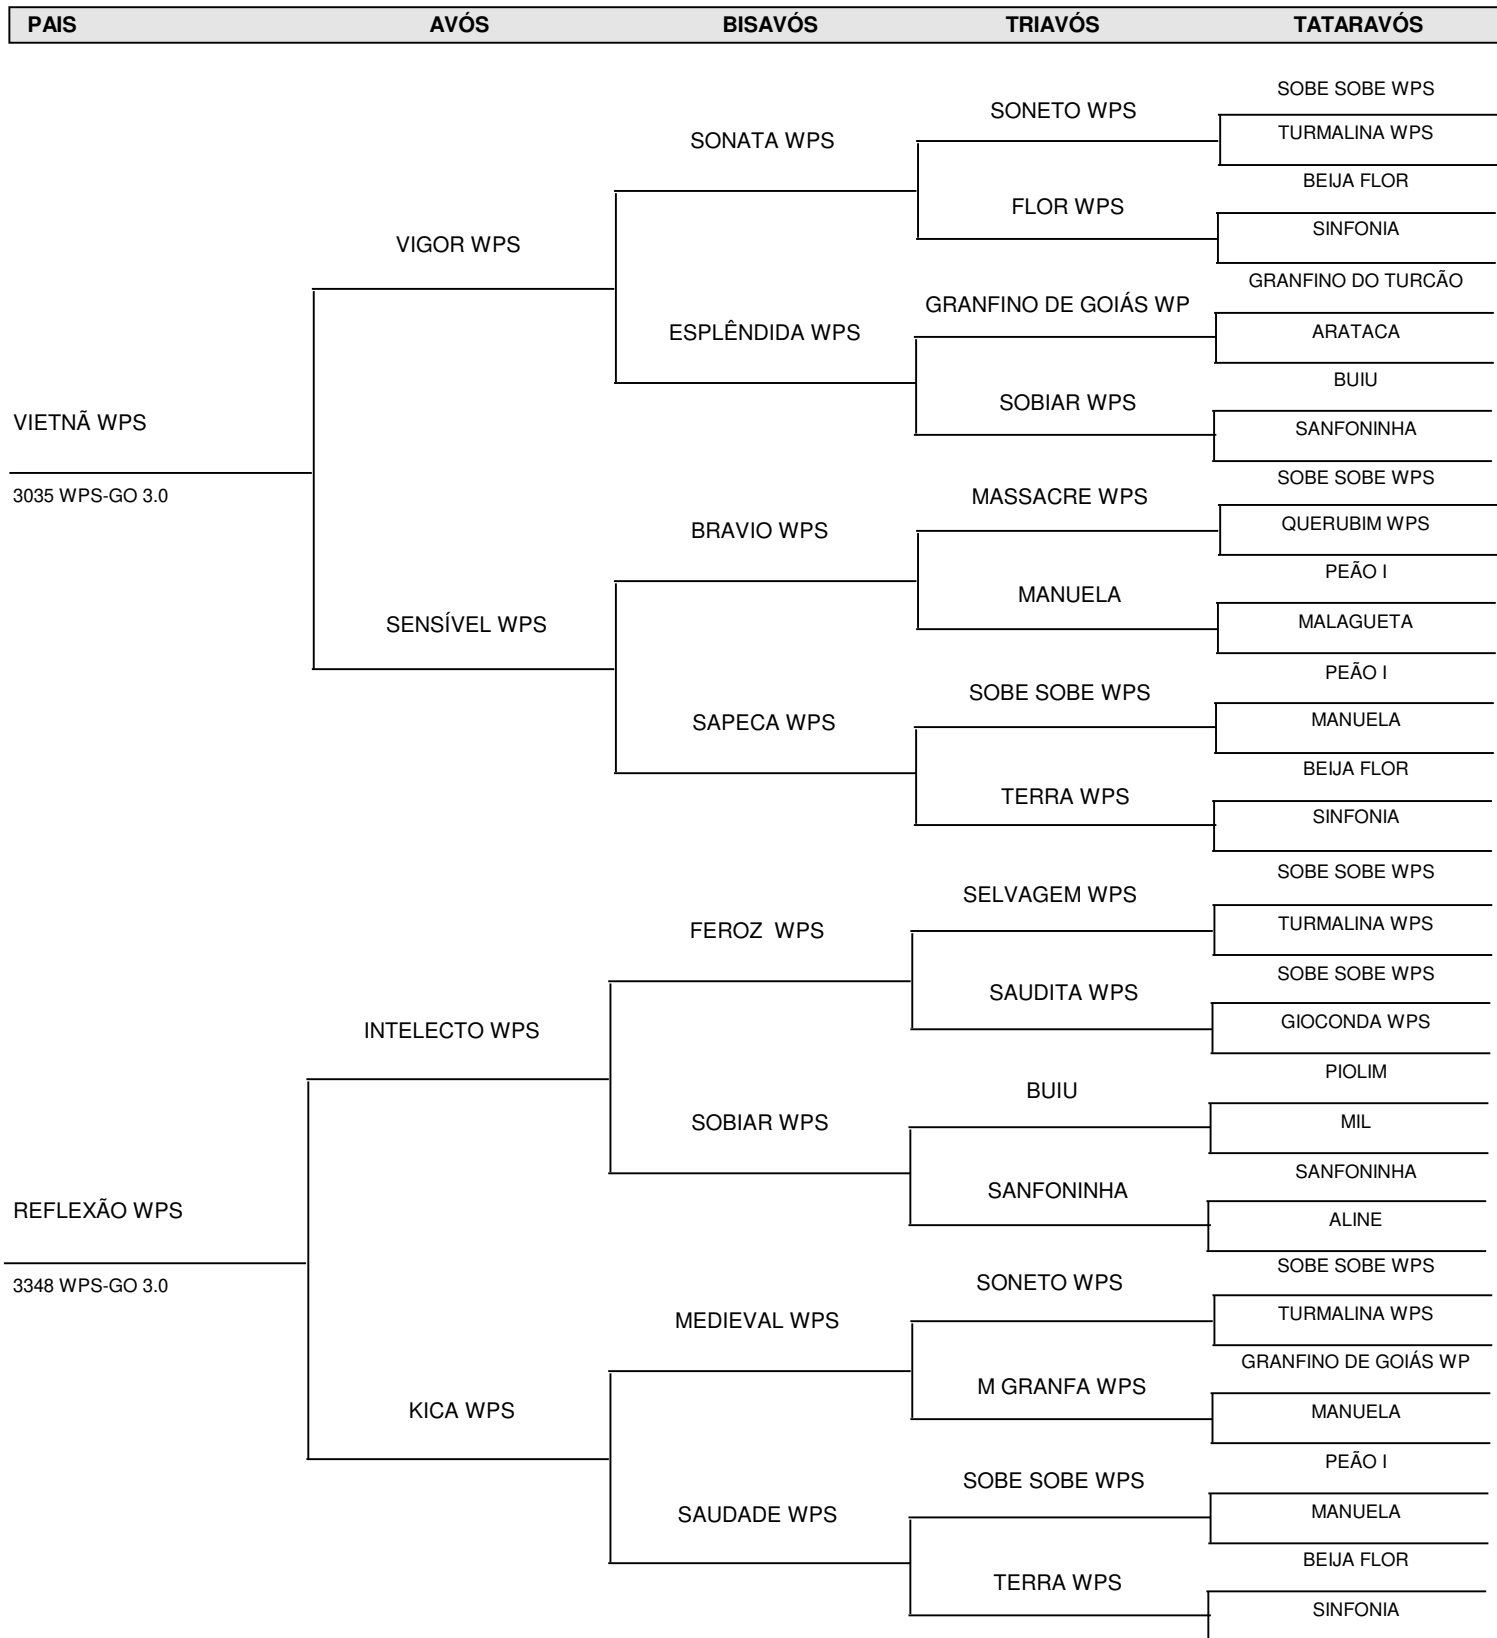 PAIS AVÓS BISAVÓS TRIAVÓS TATARAVÓS
SOBE SOBE WPS
SONETO WPS
TURMALINA WPS
SONATA WPS
BEIJA FLOR
FLOR WPS
SINFONIA
VIGOR WPS
GRANFINO DO TURCÃO
GRANFINO DE GOIÁS WP
ARATACA
ESPLÊNDIDA WPS
BUIU
SOBIAR WPS
VIETNÃ WPS
SANFONINHA
SOBE SOBE WPS
3035 WPS-GO 3.0
MASSACRE WPS
QUERUBIM WPS
BRAVIO WPS
PEÃO I
MANUELA
MALAGUETA
SENSÍVEL WPS
PEÃO I
SOBE SOBE WPS
MANUELA
SAPECA WPS
BEIJA FLOR
TERRA WPS
SINFONIA
SOBE SOBE WPS
SELVAGEM WPS
TURMALINA WPS
FEROZ WPS
SOBE SOBE WPS
SAUDITA WPS
GIOCONDA WPS
INTELECTO WPS
PIOLIM
BUIU
MIL
SOBIAR WPS
SANFONINHA
SANFONINHA
REFLEXÃO WPS
ALINE
SOBE SOBE WPS
3348 WPS-GO 3.0
SONETO WPS
TURMALINA WPS
MEDIEVAL WPS
GRANFINO DE GOIÁS WP
M GRANFA WPS
KICA WPS
MANUELA
PEÃO I
SOBE SOBE WPS
MANUELA
SAUDADE WPS
BEIJA FLOR
TERRA WPS
SINFONIA